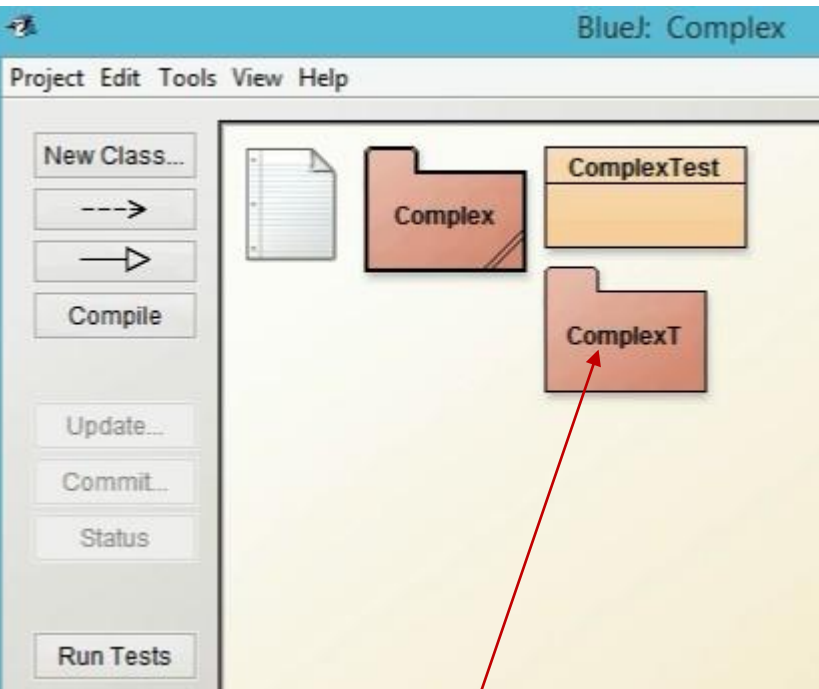 BlueJ: Complex
Project Edit Tools View Help
New Class...
Complex
ComplexTest
Compile
ComplexT
Update...
Commit...
Status
Run Tests